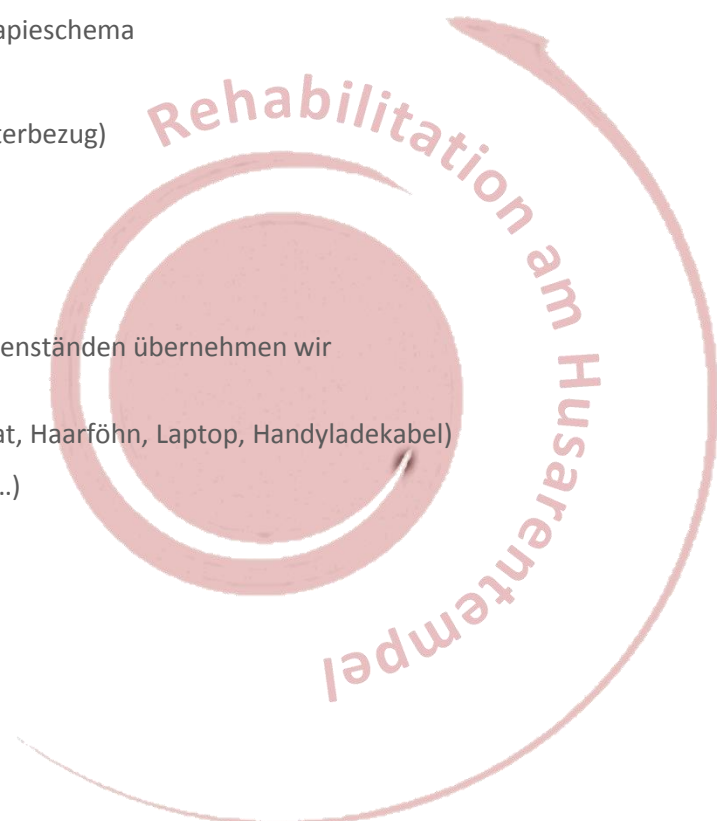 apieschema
terbezug)
enständen übernehmen wir
at, Haarföhn, Laptop, Handyladekabel)
..)
Rehabilitation am Husarentempel